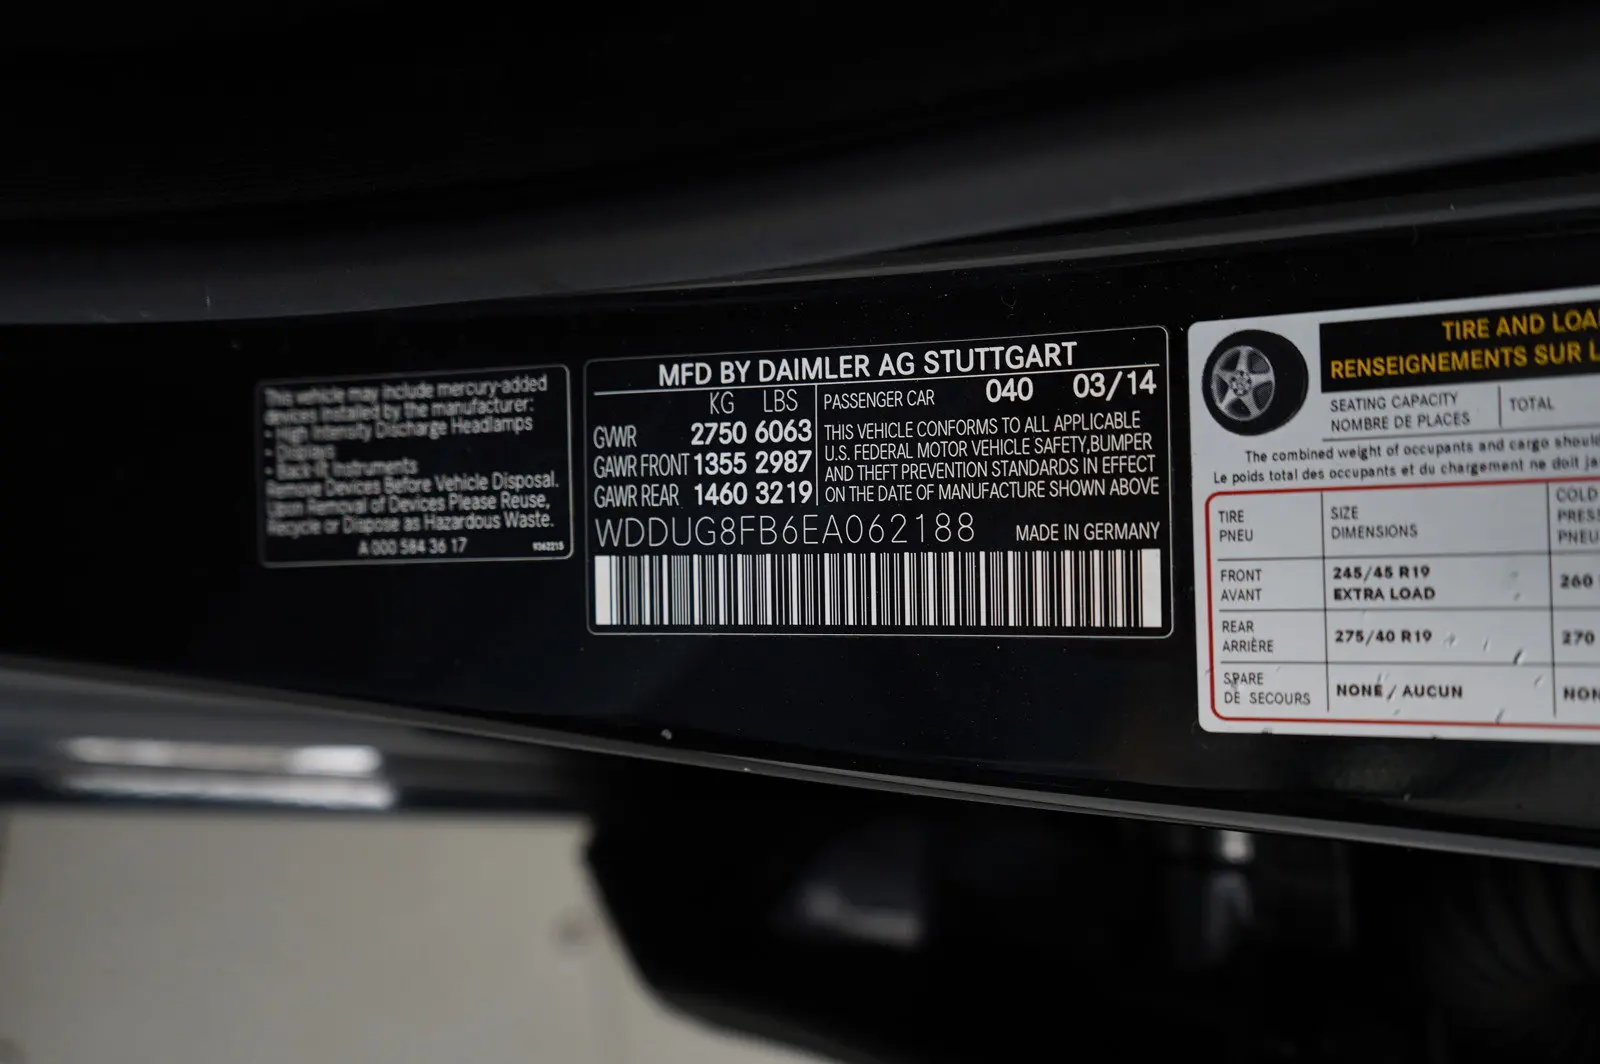 This vehicle may include mercury-added
devices installed by the manufacturer:
- High Intensity Discharge Headlamps
- Displays
- Back lit Instruments
Remove Devices Before Vehicle Disposal.
Upon Removal of Devices Please Reuse,
Recycle or Dispose as Hazardous Waste.
A 000 584 36 17
MFD BY DAIMLER AG STUTTGART
KG LBS
GVWR 2750 6063
GAWR FRONT 1355 2987
GAWR REAR 1460 3219
PASSENGER CAR 040 03/14
THIS VEHICLE CONFORMS TO ALL APPLICABLE
U.S. FEDERAL MOTOR VEHICLE SAFETY,BUMPER
AND THEFT PREVENTION STANDARDS IN EFFECT
ON THE DATE OF MANUFACTURE SHOWN ABOVE
WDDUG8FB6EA062188 MADE IN GERMANY
TIRE AND LOA
RENSEIGNEMENTS SUR L
SEATING CAPACITY
NOMBRE DE PLACES
TOTAL
The combined weight of occupants and cargo shoul
Le poids total des occupants et du chargement ne doit ja
TIRE
PNEU
SIZE
DIMENSIONS
COLD
PRES
PNEU
FRONT
AVANT
245/45 R19
EXTRA LOAD
260
REAR
ARRIÈRE
275/40 R19
270
SPARE
DE SECOURS
NONE / AUCUN
NON